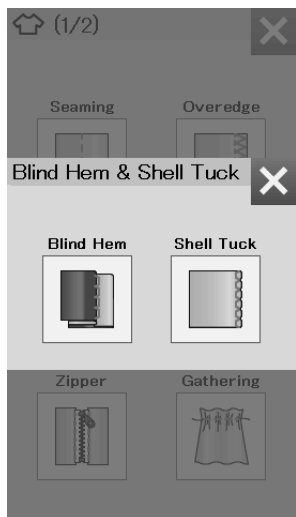 (1/2)
Seaming Overedge
Blind Hem & Shell Tuck
Blind Hem Shell Tuck
Zipper Gathering